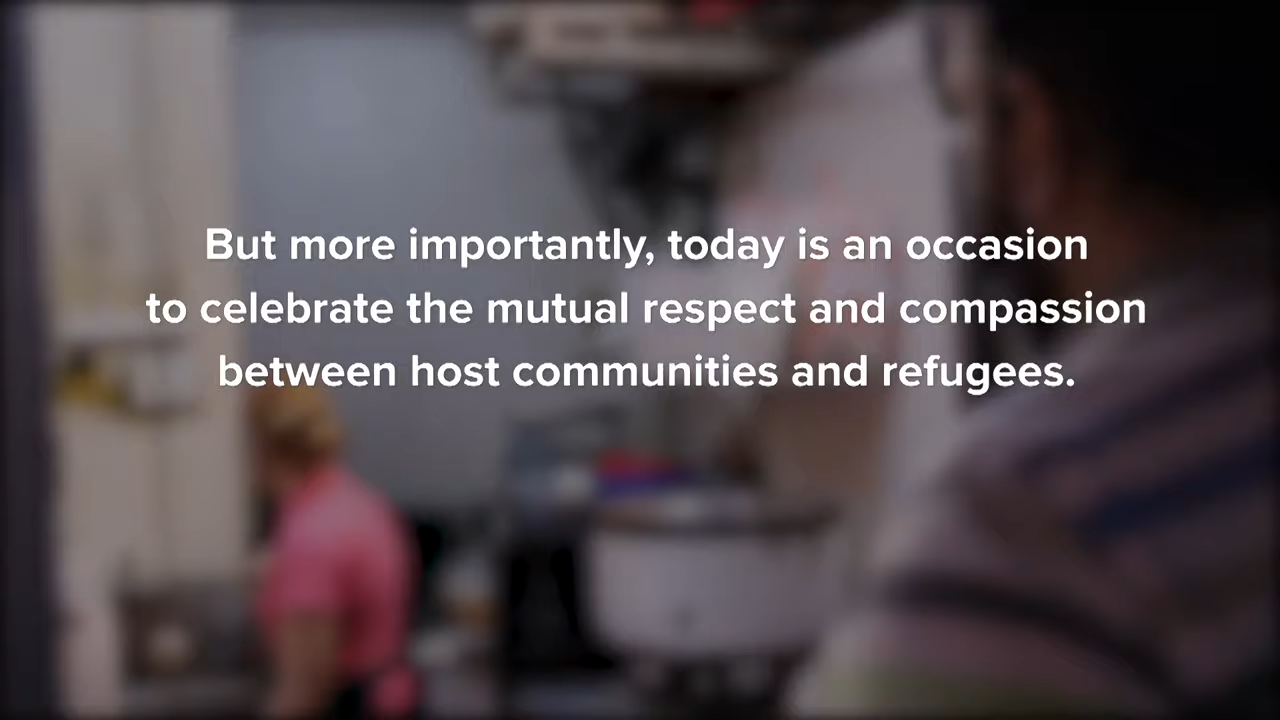 But more importantly, today is an occasion
to celebrate the mutual respect and compassion
between host communities and refugees.